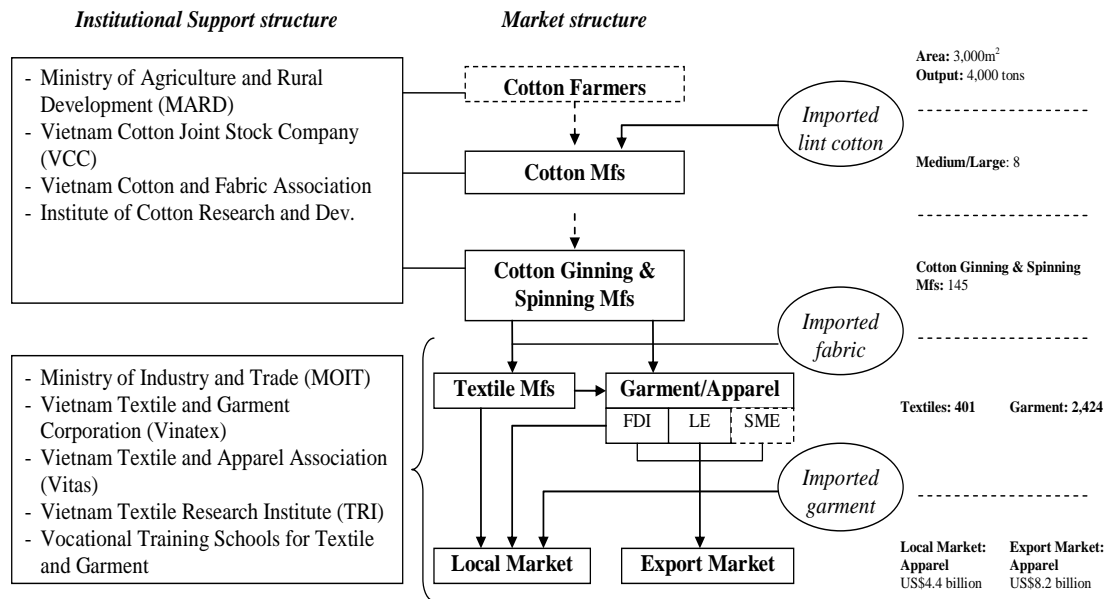 Institutional Support structure
Market structure
- Ministry of Agriculture and Rural
Development (MARD)
- Vietnam Cotton Joint Stock Company
(VCC)
- Vietnam Cotton and Fabric Association
- Institute of Cotton Research and Dev.
Cotton Farmers
Imported
lint cotton
Area: 3,000m²
Output: 4,000 tons
Cotton Mfs
Medium/Large: 8
Cotton Ginning &
Spinning Mfs
Cotton Ginning & Spinning
Mfs: 145
Imported
fabric
- Ministry of Industry and Trade (MOIT)
- Vietnam Textile and Garment
Corporation (Vinatex)
- Vietnam Textile and Apparel Association
(Vitas)
- Vietnam Textile Research Institute (TRI)
- Vocational Training Schools for Textile
and Garment
Textile Mfs
Garment/Apparel
FDI
LE
SME
Textiles: 401
Garment: 2,424
Imported
garment
Local Market
Export Market
Local Market:
Apparel
US$4.4 billion
Export Market:
Apparel
US$8.2 billion